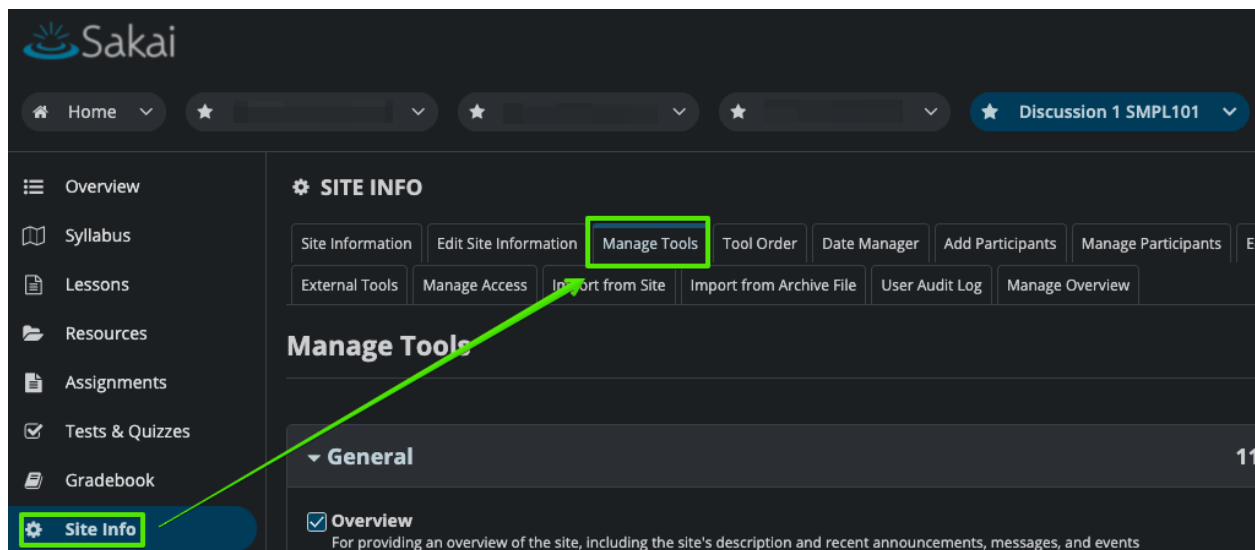 Sakai
Home
Discussion 1 SMPL101
Overview
Syllabus
Lessons
Resources
Assignments
Tests & Quizzes
Gradebook
Site Info
SITE INFO
Site Information Edit Site Information Manage Tools Tool Order Date Manager Add Participants Manage Participants E
External Tools Manage Access Import from Site Import from Archive File User Audit Log Manage Overview
Manage Tools
General 11
Overview
For providing an overview of the site, including the site's description and recent announcements, messages, and events